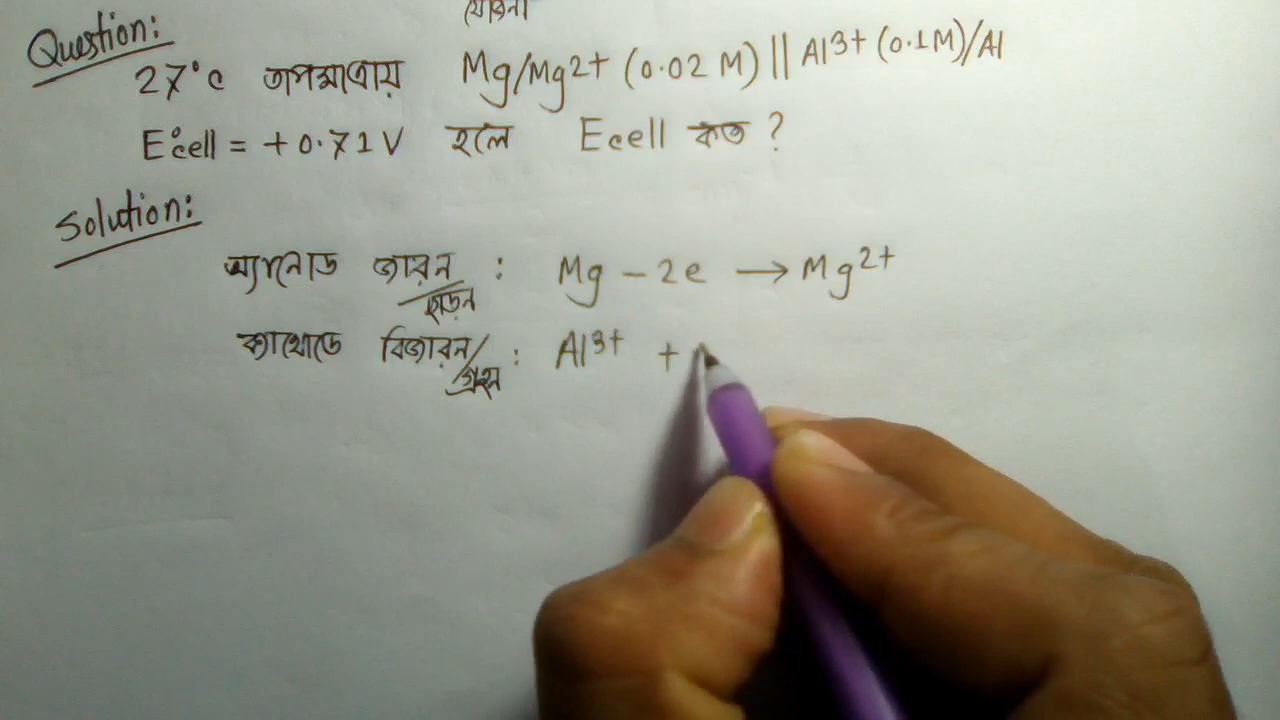 Question:
27°c তাপমাত্রায় Mg/Mg2+ (0.02 M) || Al3+ (0.1M)/Al
E°cell = +0.71V হলে Ecell কত ?
Solution:
অ্যানোড জারন/ছাড়ন : Mg - 2e → Mg2+
ক্যাথোডে বিজারন/গ্রহন : Al3+ +